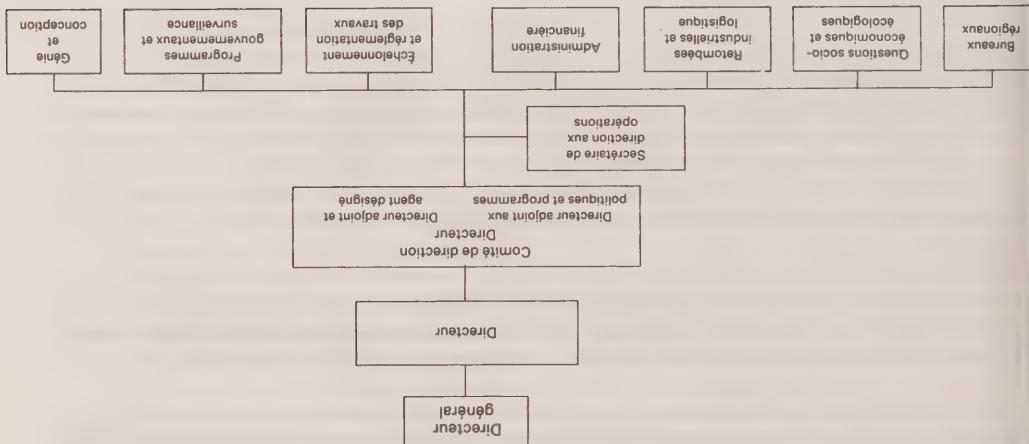 Directeur
général
Directeur
Comité de direction
Directeur
Directeur adjoint aux
politiques et programmes
Directeur adjoint et
agent désigné
Secrétaire de
direction aux
opérations
Bureaux
régionaux
Questions socio-
économiques et
écologiques
Retombées
industrielles et
logistique
Administration
financière
Échelonnement
et réglementation
des travaux
Programmes
gouvernementaux et
surveillance
Génie
et
conception